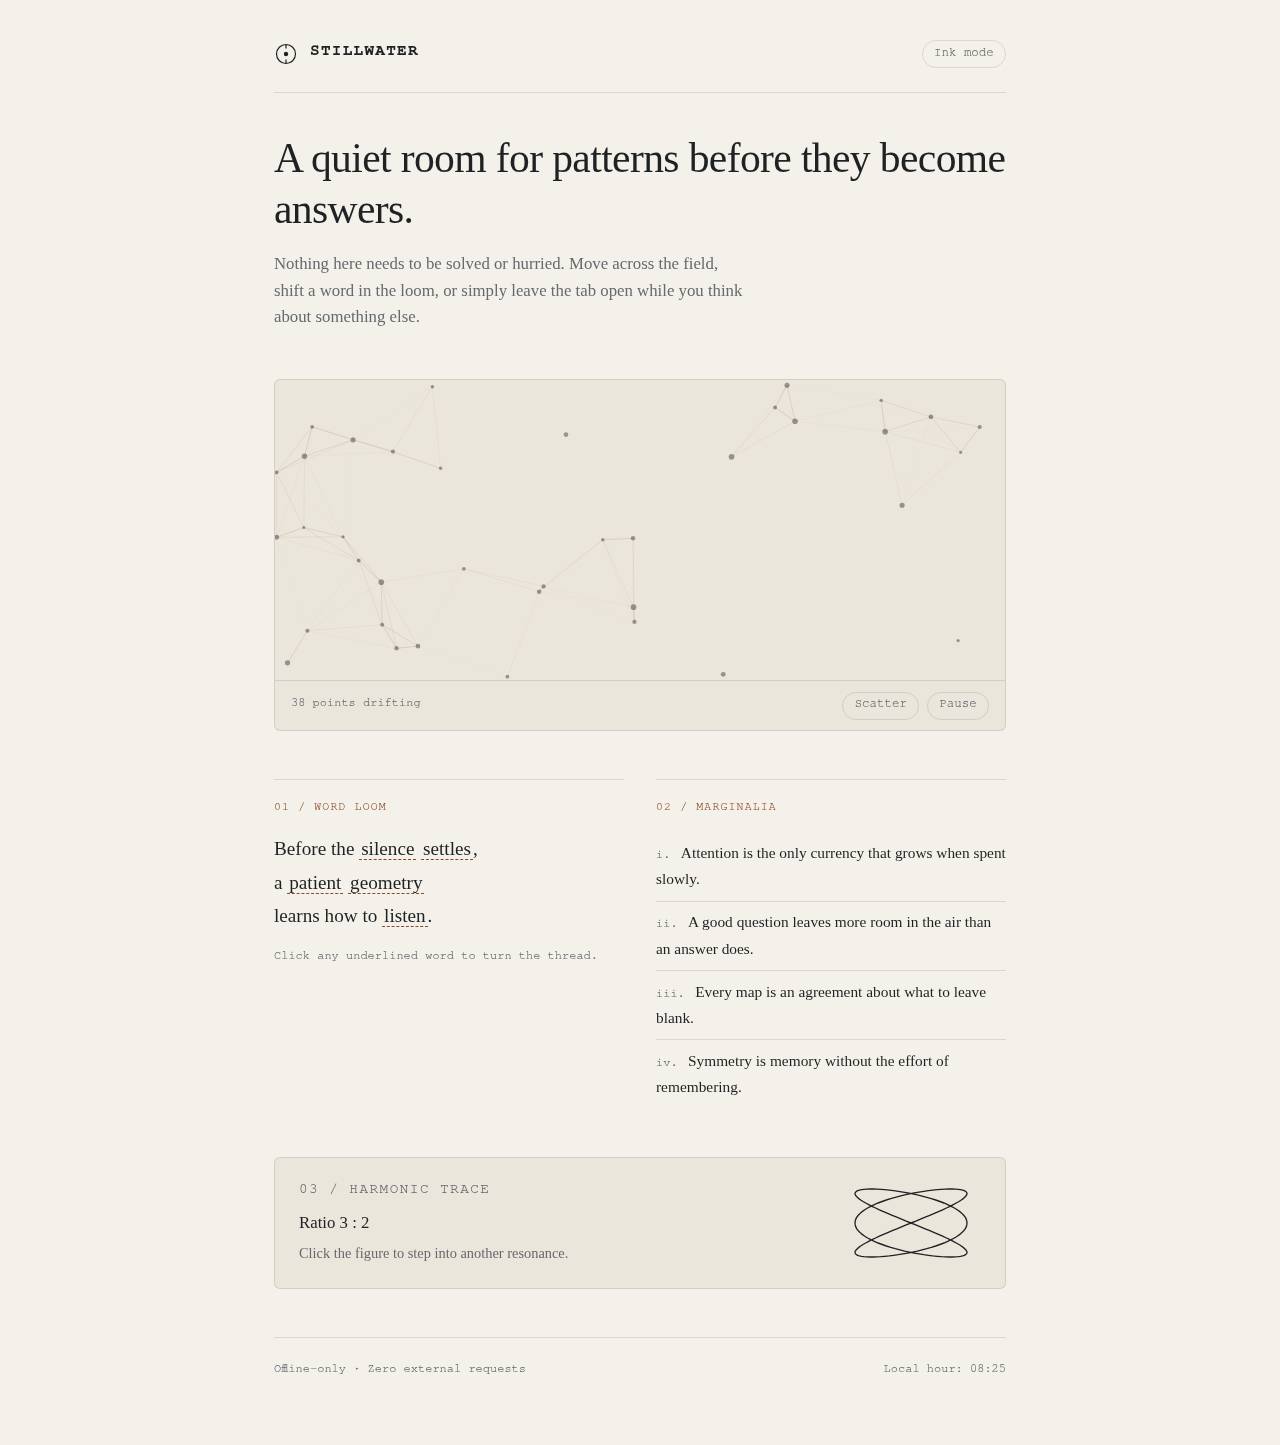 STILLWATER
Ink mode
A quiet room for patterns before they become
answers.
Nothing here needs to be solved or hurried. Move across the field,
shift a word in the loom, or simply leave the tab open while you think
about something else.
38 points drifting
Scatter
Pause
01 / WORD LOOM
Before the silence settles,
a patient geometry
learns how to listen.
Click any underlined word to turn the thread.
02 / MARGINALIA
i. Attention is the only currency that grows when spent
slowly.
ii. A good question leaves more room in the air than
an answer does.
iii. Every map is an agreement about what to leave
blank.
iv. Symmetry is memory without the effort of
remembering.
03 / HARMONIC TRACE
Ratio 3 : 2
Click the figure to step into another resonance.
Offline-only · Zero external requests
Local hour: 08:25